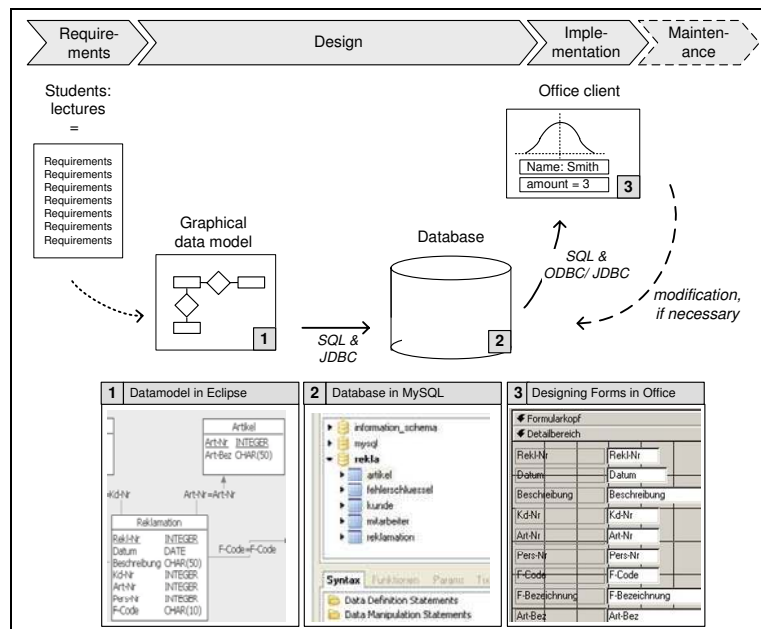 Require-
ments
Design
Imple-
mentation
Mainten-
ance
Students:
lectures
=
Requirements
Requirements
Requirements
Requirements
Requirements
Requirements
Requirements
Graphical
data model
1
SQL &
JDBC
Database
2
SQL &
ODBC/ JDBC
Office client
Name: Smith
amount = 3
3
modification,
if necessary
1 Datamodel in Eclipse
Artikel
Art-Nr INTEGER
Art-Bez CHAR(50)
=Kd-Nr
Art-Nr=Art-Nr
Reklamation
Rekl-Nr INTEGER
Datum DATE
Beschreibung CHAR(50)
Kd-Nr INTEGER
Art-Nr INTEGER
Pers-Nr INTEGER
F-Code CHAR(10)
F-Code=F-Code
2 Database in MySQL
information_schema
mysql
rekla
artikel
fehlerschluessel
kunde
mitarbeiter
reklamation
Syntax Funktionen Params
Data Definition Statements
Data Manipulation Statements
3 Designing Forms in Office
Formularkopf
Detailbereich
Rekl-Nr Rekl-Nr
Datum Datum
Beschreibung Beschreibung
Kd-Nr Kd-Nr
Art-Nr Art-Nr
Pers-Nr Pers-Nr
F-Code F-Code
F-Bezeichnung F-Bezeichnung
Art-Bez Art-Bez